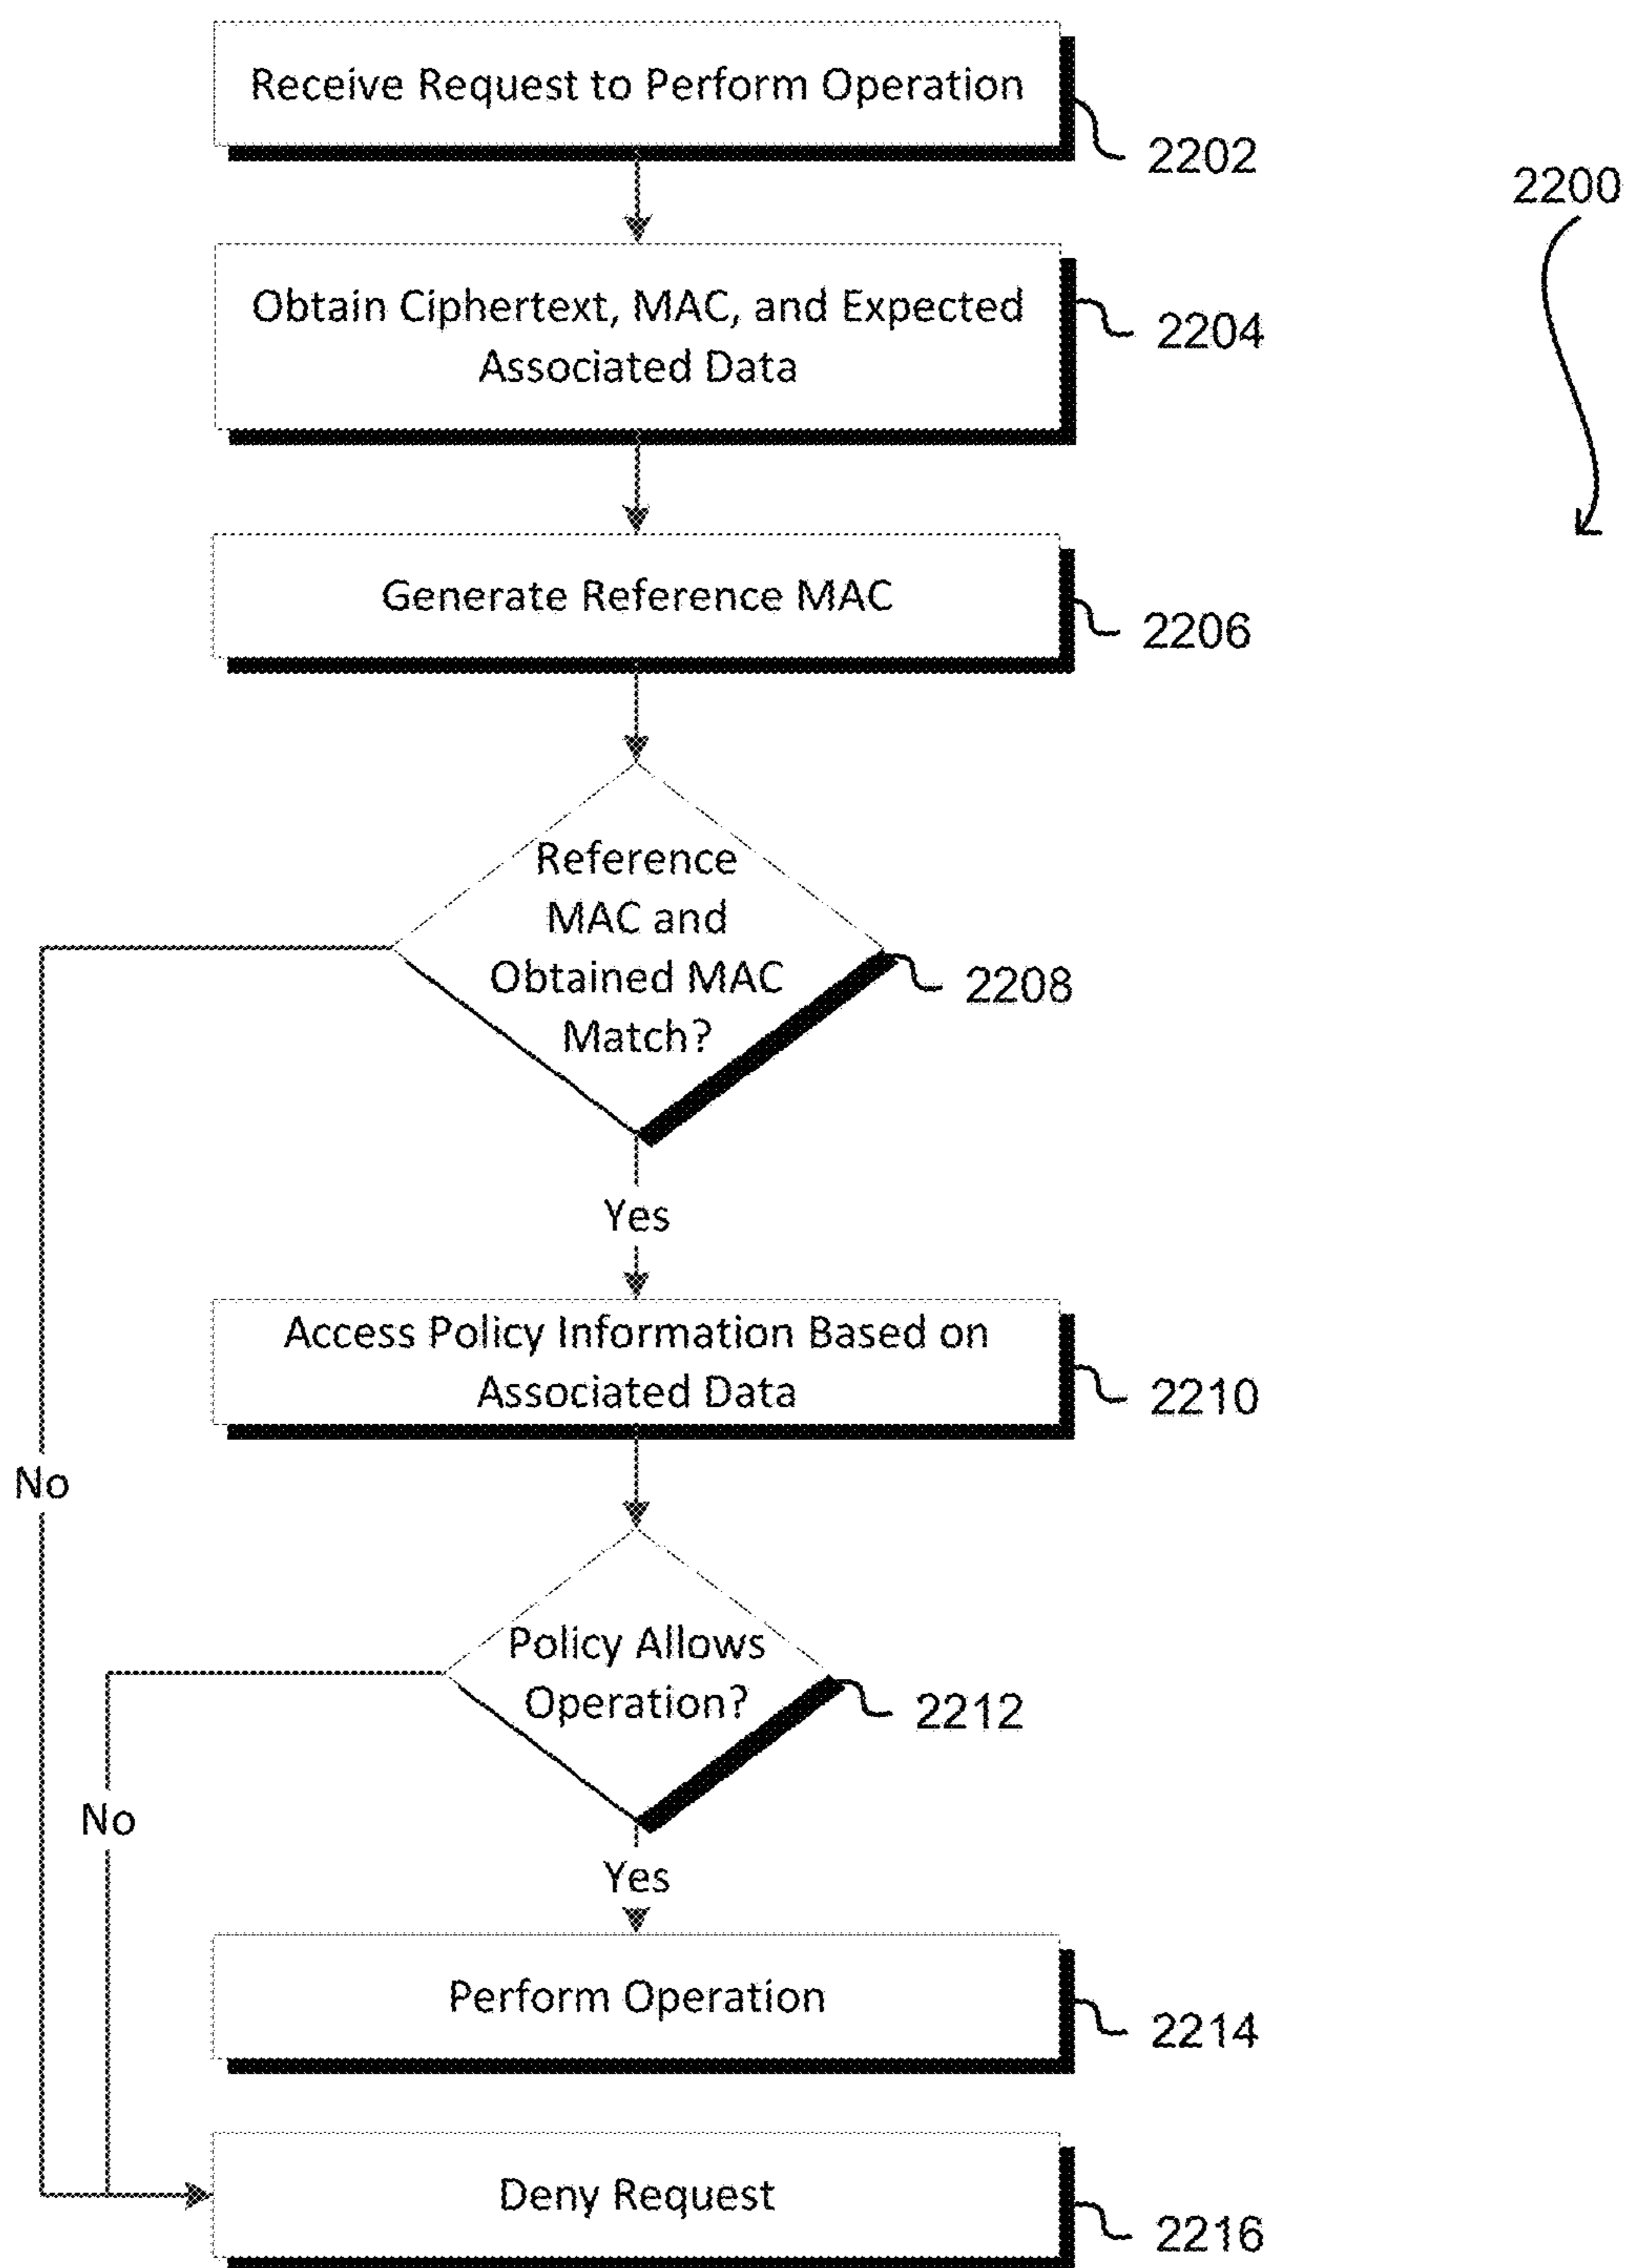 Receive Request to Perform Operation
2202
2200
Obtain Ciphertext, MAC, and Expected
Associated Data
2204
Generate Reference MAC
2206
Reference
MAC and
Obtained MAC
Match?
2208
Yes
Access Policy Information Based on
Associated Data
2210
No
Policy Allows
Operation?
2212
No
Yes
Perform Operation
2214
Deny Request
2216